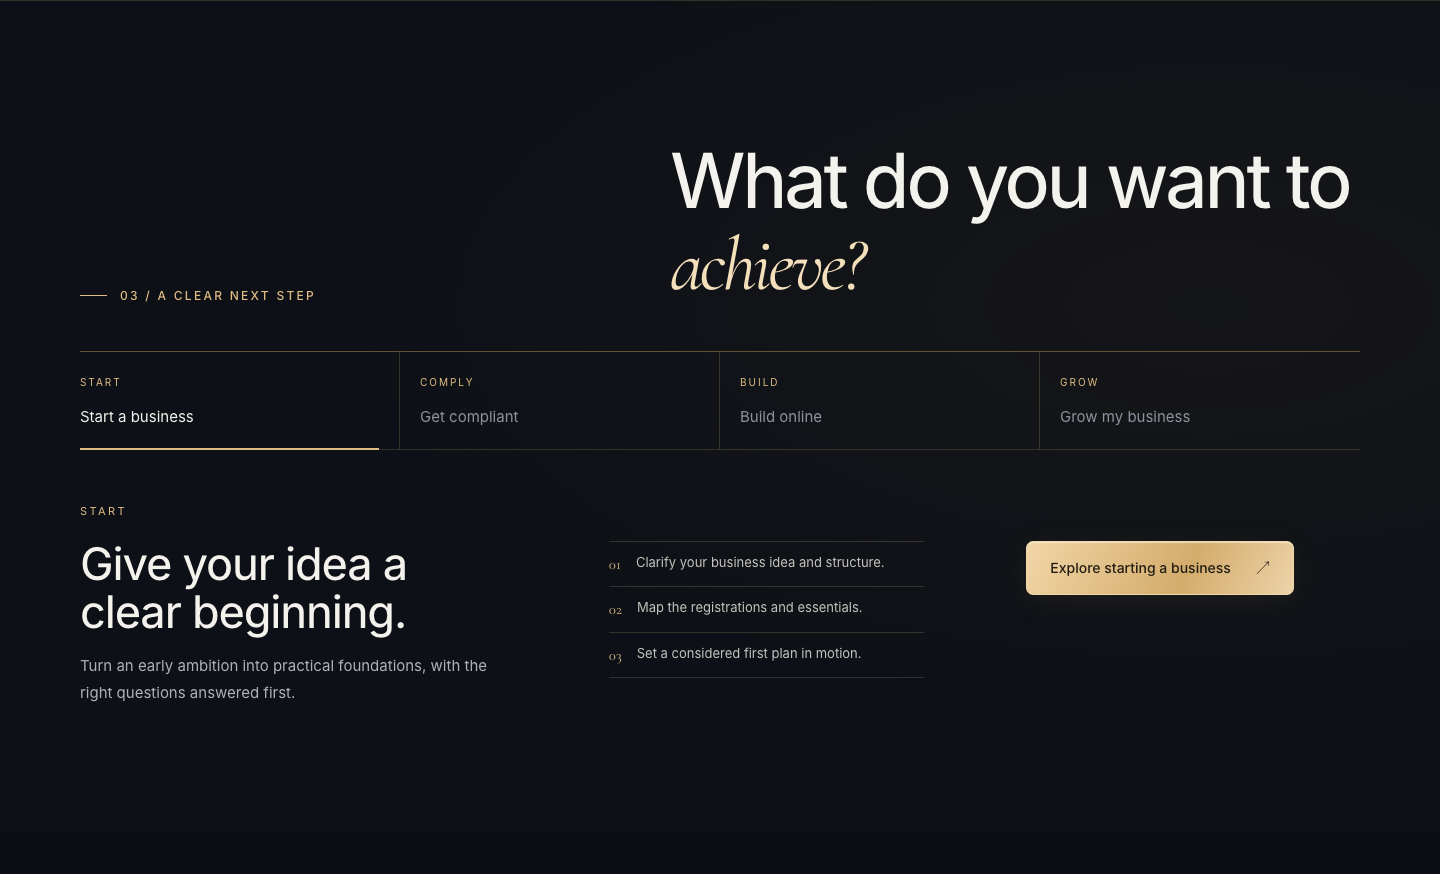 What do you want to
achieve?
03 / A CLEAR NEXT STEP
START
Start a business
COMPLY
Get compliant
BUILD
Build online
GROW
Grow my business
START
Give your idea a
clear beginning.
Turn an early ambition into practical foundations, with the
right questions answered first.
01 Clarify your business idea and structure.
02 Map the registrations and essentials.
03 Set a considered first plan in motion.
Explore starting a business ↗